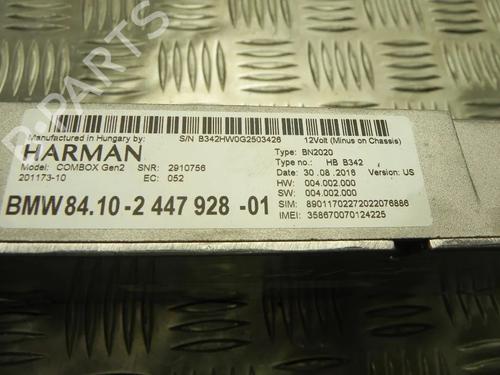 Manufactured in Hungary by: S/N B342HW0G2503426 12Volt (Minus on Chassis)
HARMAN Type: BN2020
Type no.: HB B342
Model: COMBOX Gen2 SNR: 2910756 Date: 30.08.2016 Version: US
201173-10 EC: 052 HW: 004.002.000
SW: 004.002.000
BMW 84.10-2 447 928 -01 SIM: 89011702272022076886
IMEI: 358670070124225